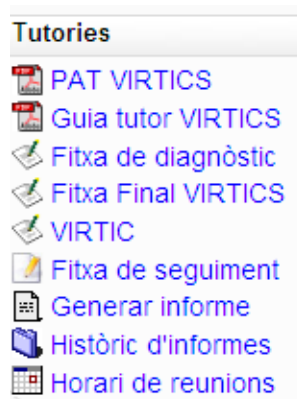 Tutories
PAT VIRTICS
Guia tutor VIRTICS
Fitxa de diagnòstic
Fitxa Final VIRTICS
VIRTIC
Fitxa de seguiment
Generar informe
Històric d'informes
Horari de reunions